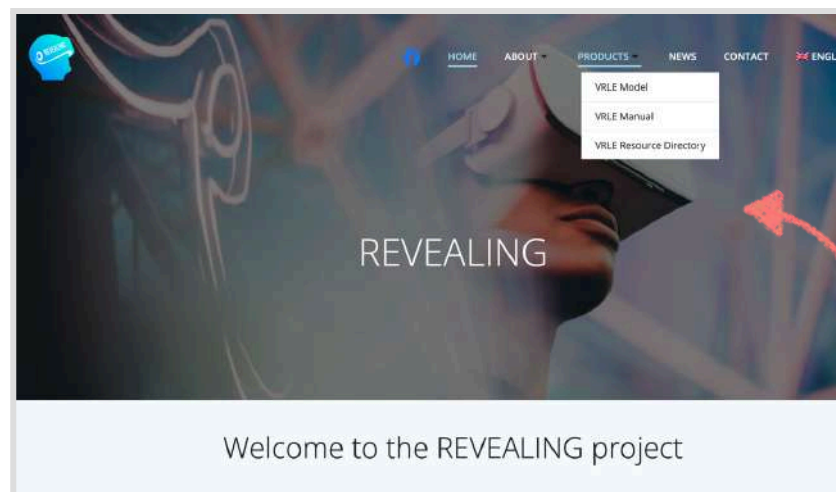 REVEALING
HOME ABOUT PRODUCTS NEWS CONTACT ENGL
VRLE Model
VRLE Manual
VRLE Resource Directory
REVEALING
Welcome to the REVEALING project